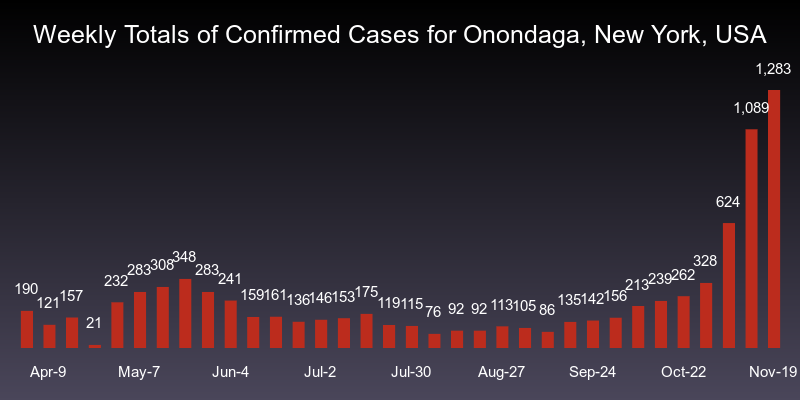 Weekly Totals of Confirmed Cases for Onondaga, New York, USA
190 121 157 21 232 283 308 348 283 241 159 161 136 146 153 175 119 115 76 92 92 113 105 86 135 142 156 213 239 262 328 624 1,089 1,283
Apr-9 May-7 Jun-4 Jul-2 Jul-30 Aug-27 Sep-24 Oct-22 Nov-19